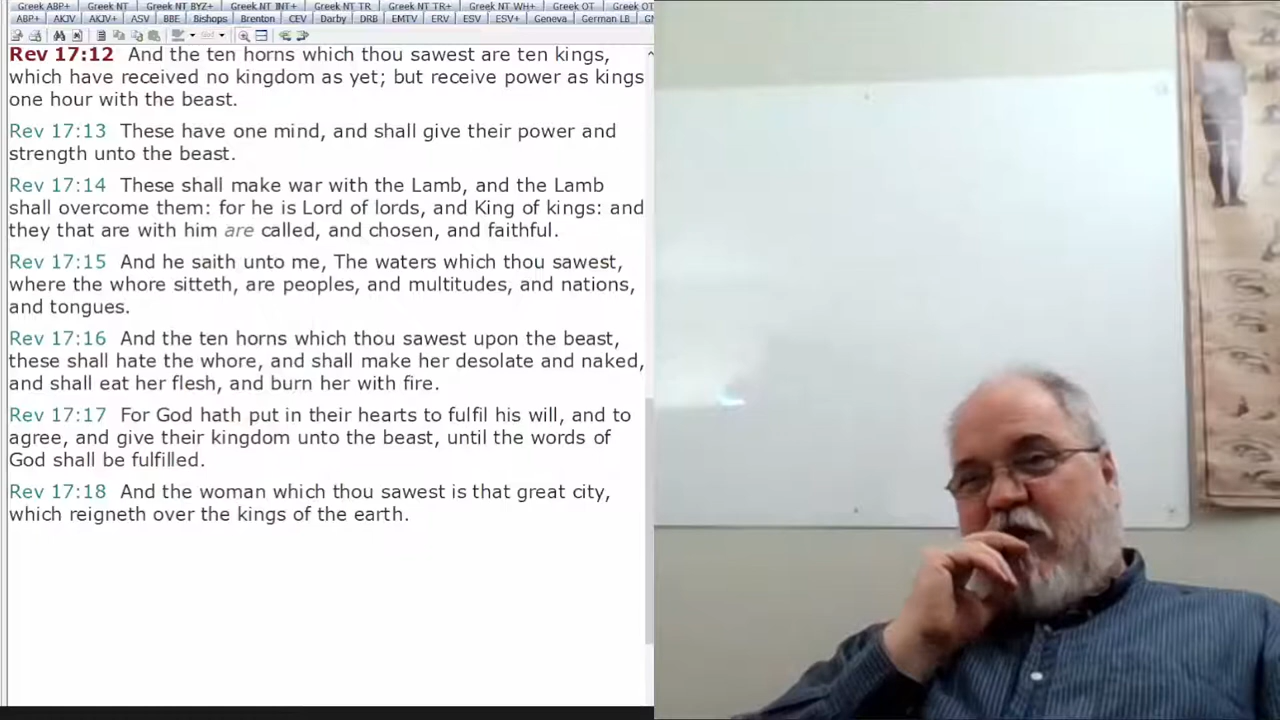 Greek ABP+ Greek NT Greek NT BYZ+ Greek NT INT+ Greek NT TR Greek NT TR+ Greek NT WH+ Greek OT Greek OT
ABP+ AKJV AKJV+ ASV BBE Bishops Brenton CEV Darby DRB EMTV ERV ESV ESV+ Geneva German LB
Rev 17:12 And the ten horns which thou sawest are ten kings,
which have received no kingdom as yet; but receive power as kings
one hour with the beast.
Rev 17:13 These have one mind, and shall give their power and
strength unto the beast.
Rev 17:14 These shall make war with the Lamb, and the Lamb
shall overcome them: for he is Lord of lords, and King of kings: and
they that are with him are called, and chosen, and faithful.
Rev 17:15 And he saith unto me, The waters which thou sawest,
where the whore sitteth, are peoples, and multitudes, and nations,
and tongues.
Rev 17:16 And the ten horns which thou sawest upon the beast,
these shall hate the whore, and shall make her desolate and naked,
and shall eat her flesh, and burn her with fire.
Rev 17:17 For God hath put in their hearts to fulfil his will, and to
agree, and give their kingdom unto the beast, until the words of
God shall be fulfilled.
Rev 17:18 And the woman which thou sawest is that great city,
which reigneth over the kings of the earth.